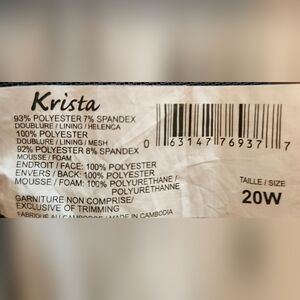 Krista
93% POLYESTER 7% SPANDEX
DOUBLURE / LINING / HELENCA
100% POLYESTER
DOUBLURE / LINING / MESH
92% POLYESTER 8% SPANDEX
MOUSSE / FOAM
ENDROIT / FACE: 100% POLYESTER
ENVERS / BACK: 100% POLYESTER
MOUSSE / FOAM: 100% POLYURETHANE /
POLYURETHANNE
GARNITURE NON COMPRISE/
EXCLUSIVE OF TRIMMING
FABRIQUE AU CAMBODGE / MADE IN CAMBODIA
0 63147 76937 7
TAILLE / SIZE
20W